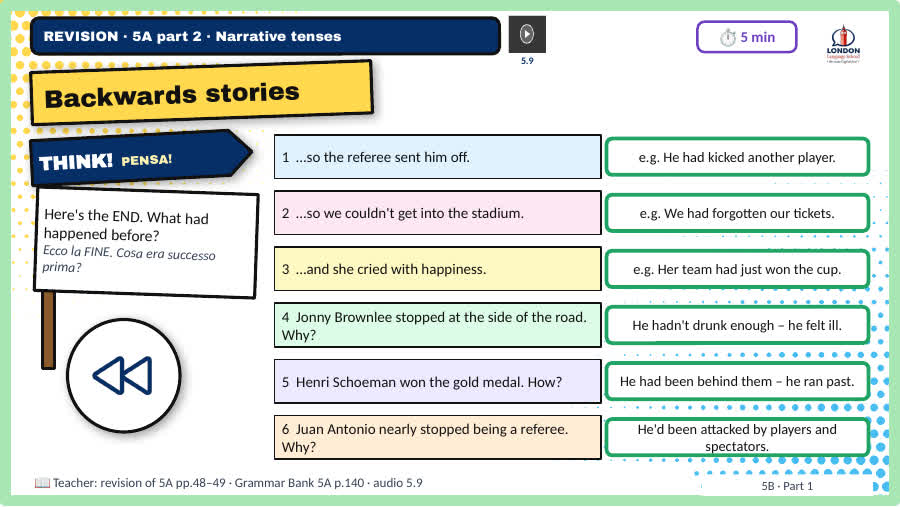 REVISION · 5A part 2 · Narrative tenses
5.9
⏱️ 5 min
LONDON
Language School
Backwards stories
THINK! PENSA!
Here's the END. What had
happened before?
Ecco la FINE. Cosa era successo
prima?
1 ...so the referee sent him off.
e.g. He had kicked another player.
2 ...so we couldn't get into the stadium.
e.g. We had forgotten our tickets.
3 ...and she cried with happiness.
e.g. Her team had just won the cup.
4 Jonny Brownlee stopped at the side of the road.
Why?
He hadn't drunk enough – he felt ill.
5 Henri Schoeman won the gold medal. How?
He had been behind them – he ran past.
6 Juan Antonio nearly stopped being a referee.
Why?
He'd been attacked by players and
spectators.
📖 Teacher: revision of 5A pp.48–49 · Grammar Bank 5A p.140 · audio 5.9
5B · Part 1